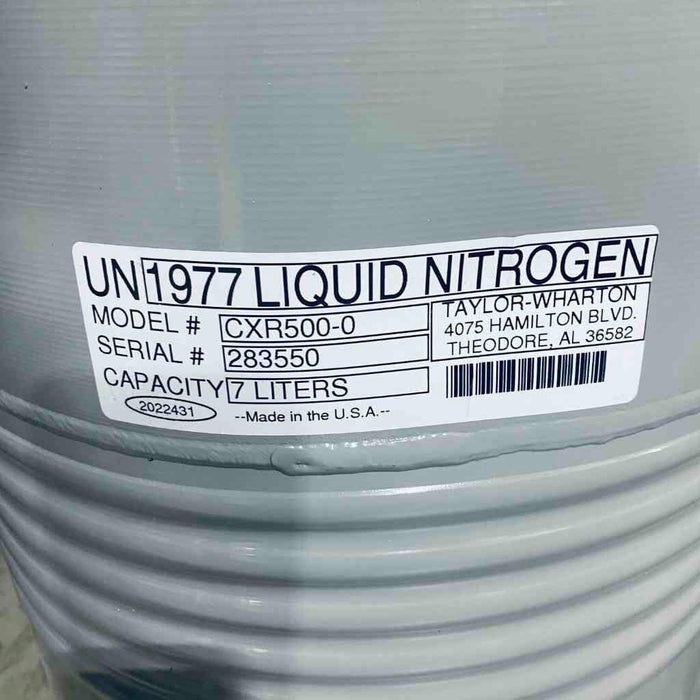 UN 1977 LIQUID NITROGEN
MODEL # CXR500-0
SERIAL # 283550
CAPACITY 7 LITERS
2022431
--Made in the U.S.A.--
TAYLOR-WHARTON
4075 HAMILTON BLVD.
THEODORE, AL 36582